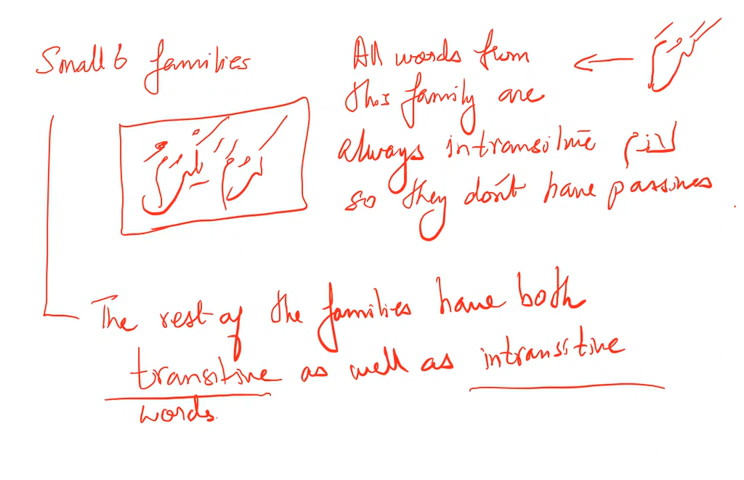 Small 6 families
كَرُمَ يَكْرُمُ
All words from ← كَرُمَ
this family are
always intransitive لازم
so they don't have passives
The rest of the families have both
transitive as well as intransitive
words.